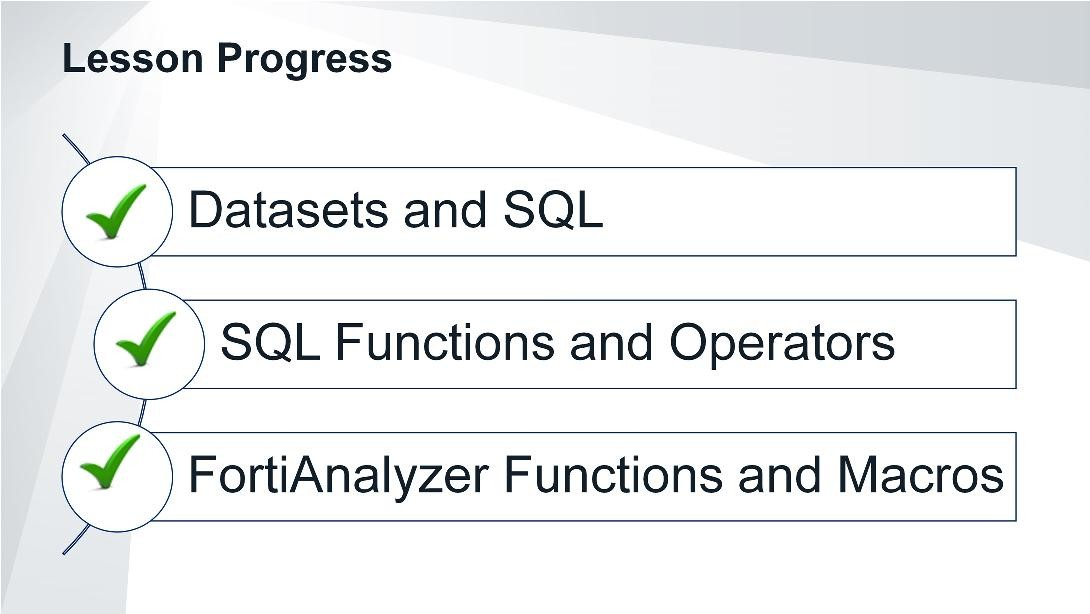 Lesson Progress
Datasets and SQL
SQL Functions and Operators
FortiAnalyzer Functions and Macros